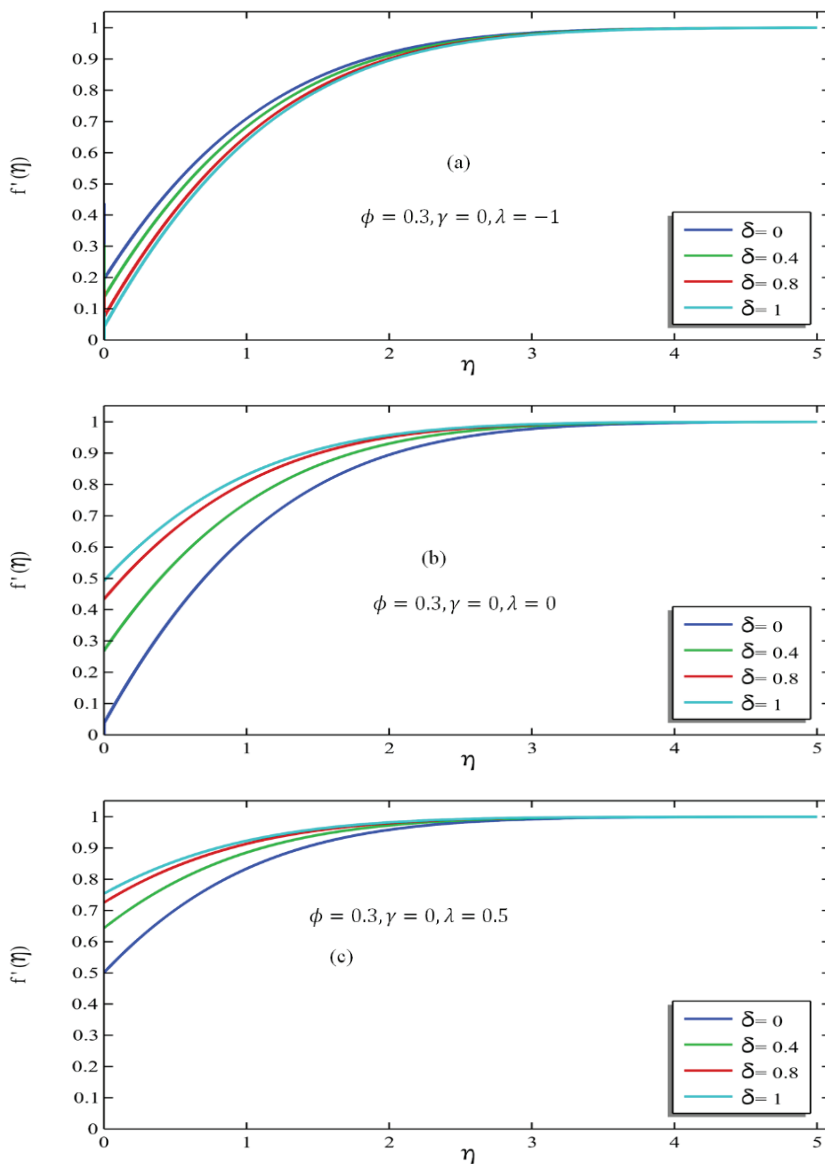 1
0.9
0.8
0.7
0.6
0.5
0.4
0.3
0.2
0.1
0
f'(η)
(a)
ϕ = 0.3, γ = 0, λ = −1
δ= 0
δ= 0.4
δ= 0.8
δ= 1
0 1 2 3 4 5
η
1
0.9
0.8
0.7
0.6
0.5
0.4
0.3
0.2
0.1
0
f'(η)
(b)
ϕ = 0.3, γ = 0, λ = 0
δ= 0
δ= 0.4
δ= 0.8
δ= 1
0 1 2 3 4 5
η
1
0.9
0.8
0.7
0.6
0.5
0.4
0.3
0.2
0.1
0
f'(η)
ϕ = 0.3, γ = 0, λ = 0.5
(c)
δ= 0
δ= 0.4
δ= 0.8
δ= 1
0 1 2 3 4 5
η